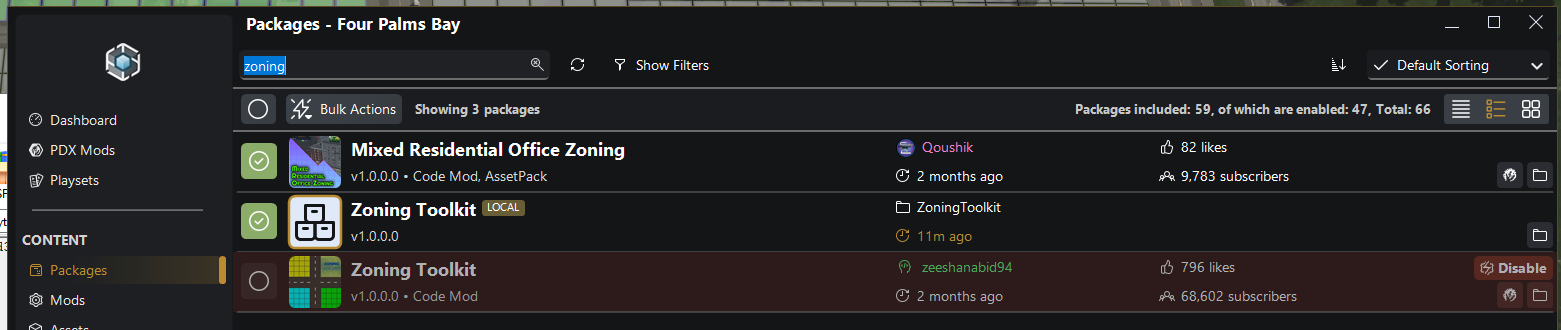 Packages - Four Palms Bay
zoning
Show Filters
Default Sorting
Dashboard
PDX Mods
Playsets
CONTENT
Packages
Mods
Assets
Bulk Actions
Showing 3 packages
Packages included: 59, of which are enabled: 47, Total: 66
Mixed Residential Office Zoning
v1.0.0.0 • Code Mod, AssetPack
Qoushik
2 months ago
82 likes
9,783 subscribers
MIXED
RESIDENTIAL
OFFICE ZONING
Zoning Toolkit LOCAL
v1.0.0.0
ZoningToolkit
11m ago
Zoning Toolkit
v1.0.0.0 • Code Mod
zeeshanabid94
2 months ago
796 likes
68,602 subscribers
Disable